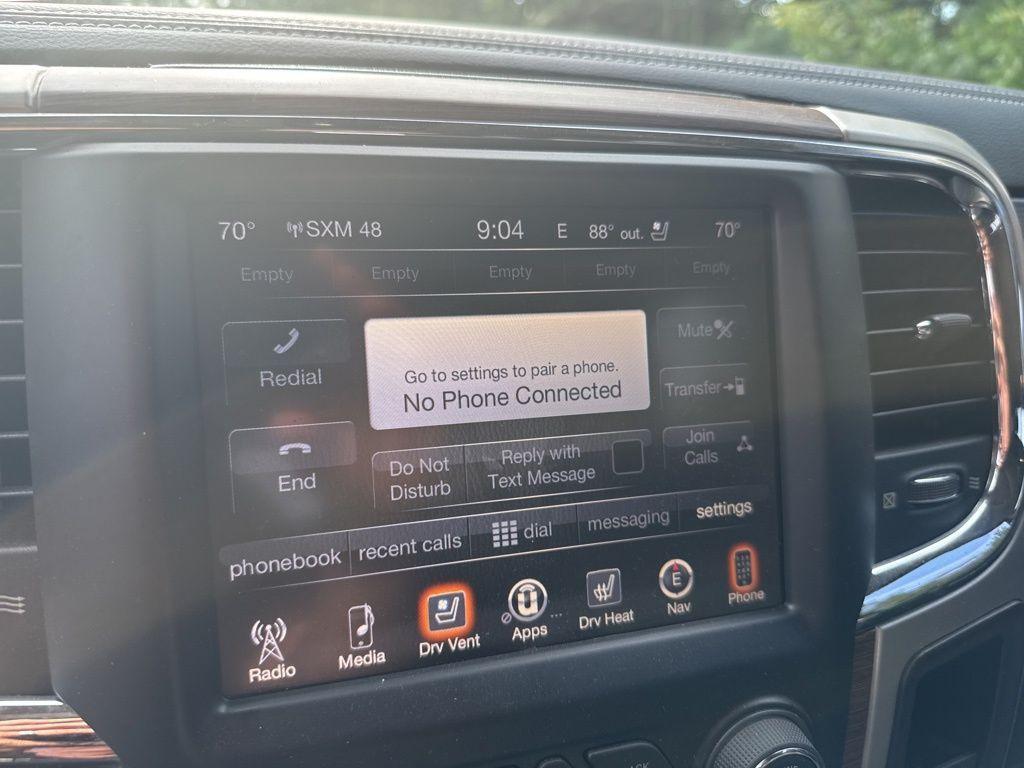 70° SXM 48 9:04 E 88° out. 70°
Empty Empty Empty Empty Empty
Redial
Go to settings to pair a phone.
No Phone Connected
Mute
Transfer
End
Do Not
Disturb
Reply with
Text Message
Join
Calls
phonebook recent calls dial messaging settings
Radio Media Drv Vent Apps Drv Heat E Nav Phone